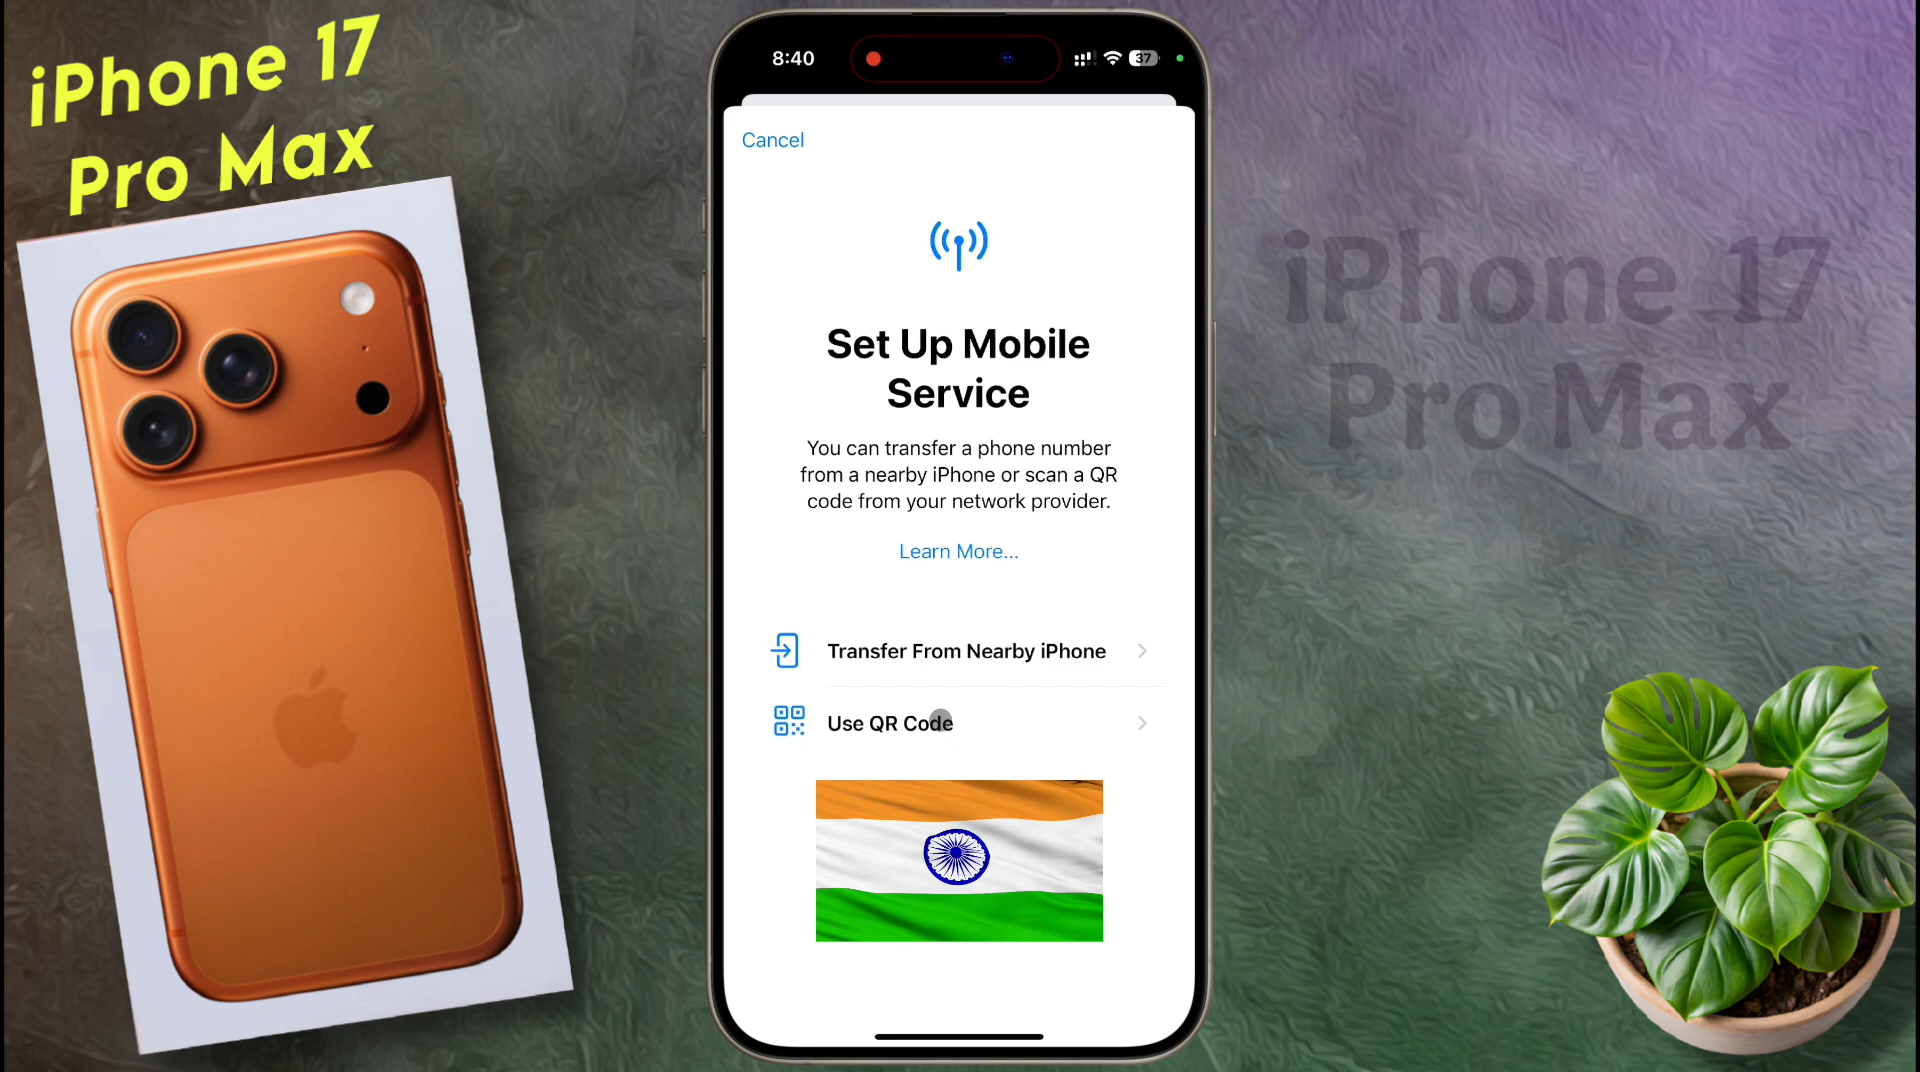 iPhone 17
Pro Max
8:40
37
Cancel
Set Up Mobile
Service
You can transfer a phone number
from a nearby iPhone or scan a QR
code from your network provider.
Learn More...
Transfer From Nearby iPhone
Use QR Code
iPhone 17
Pro Max